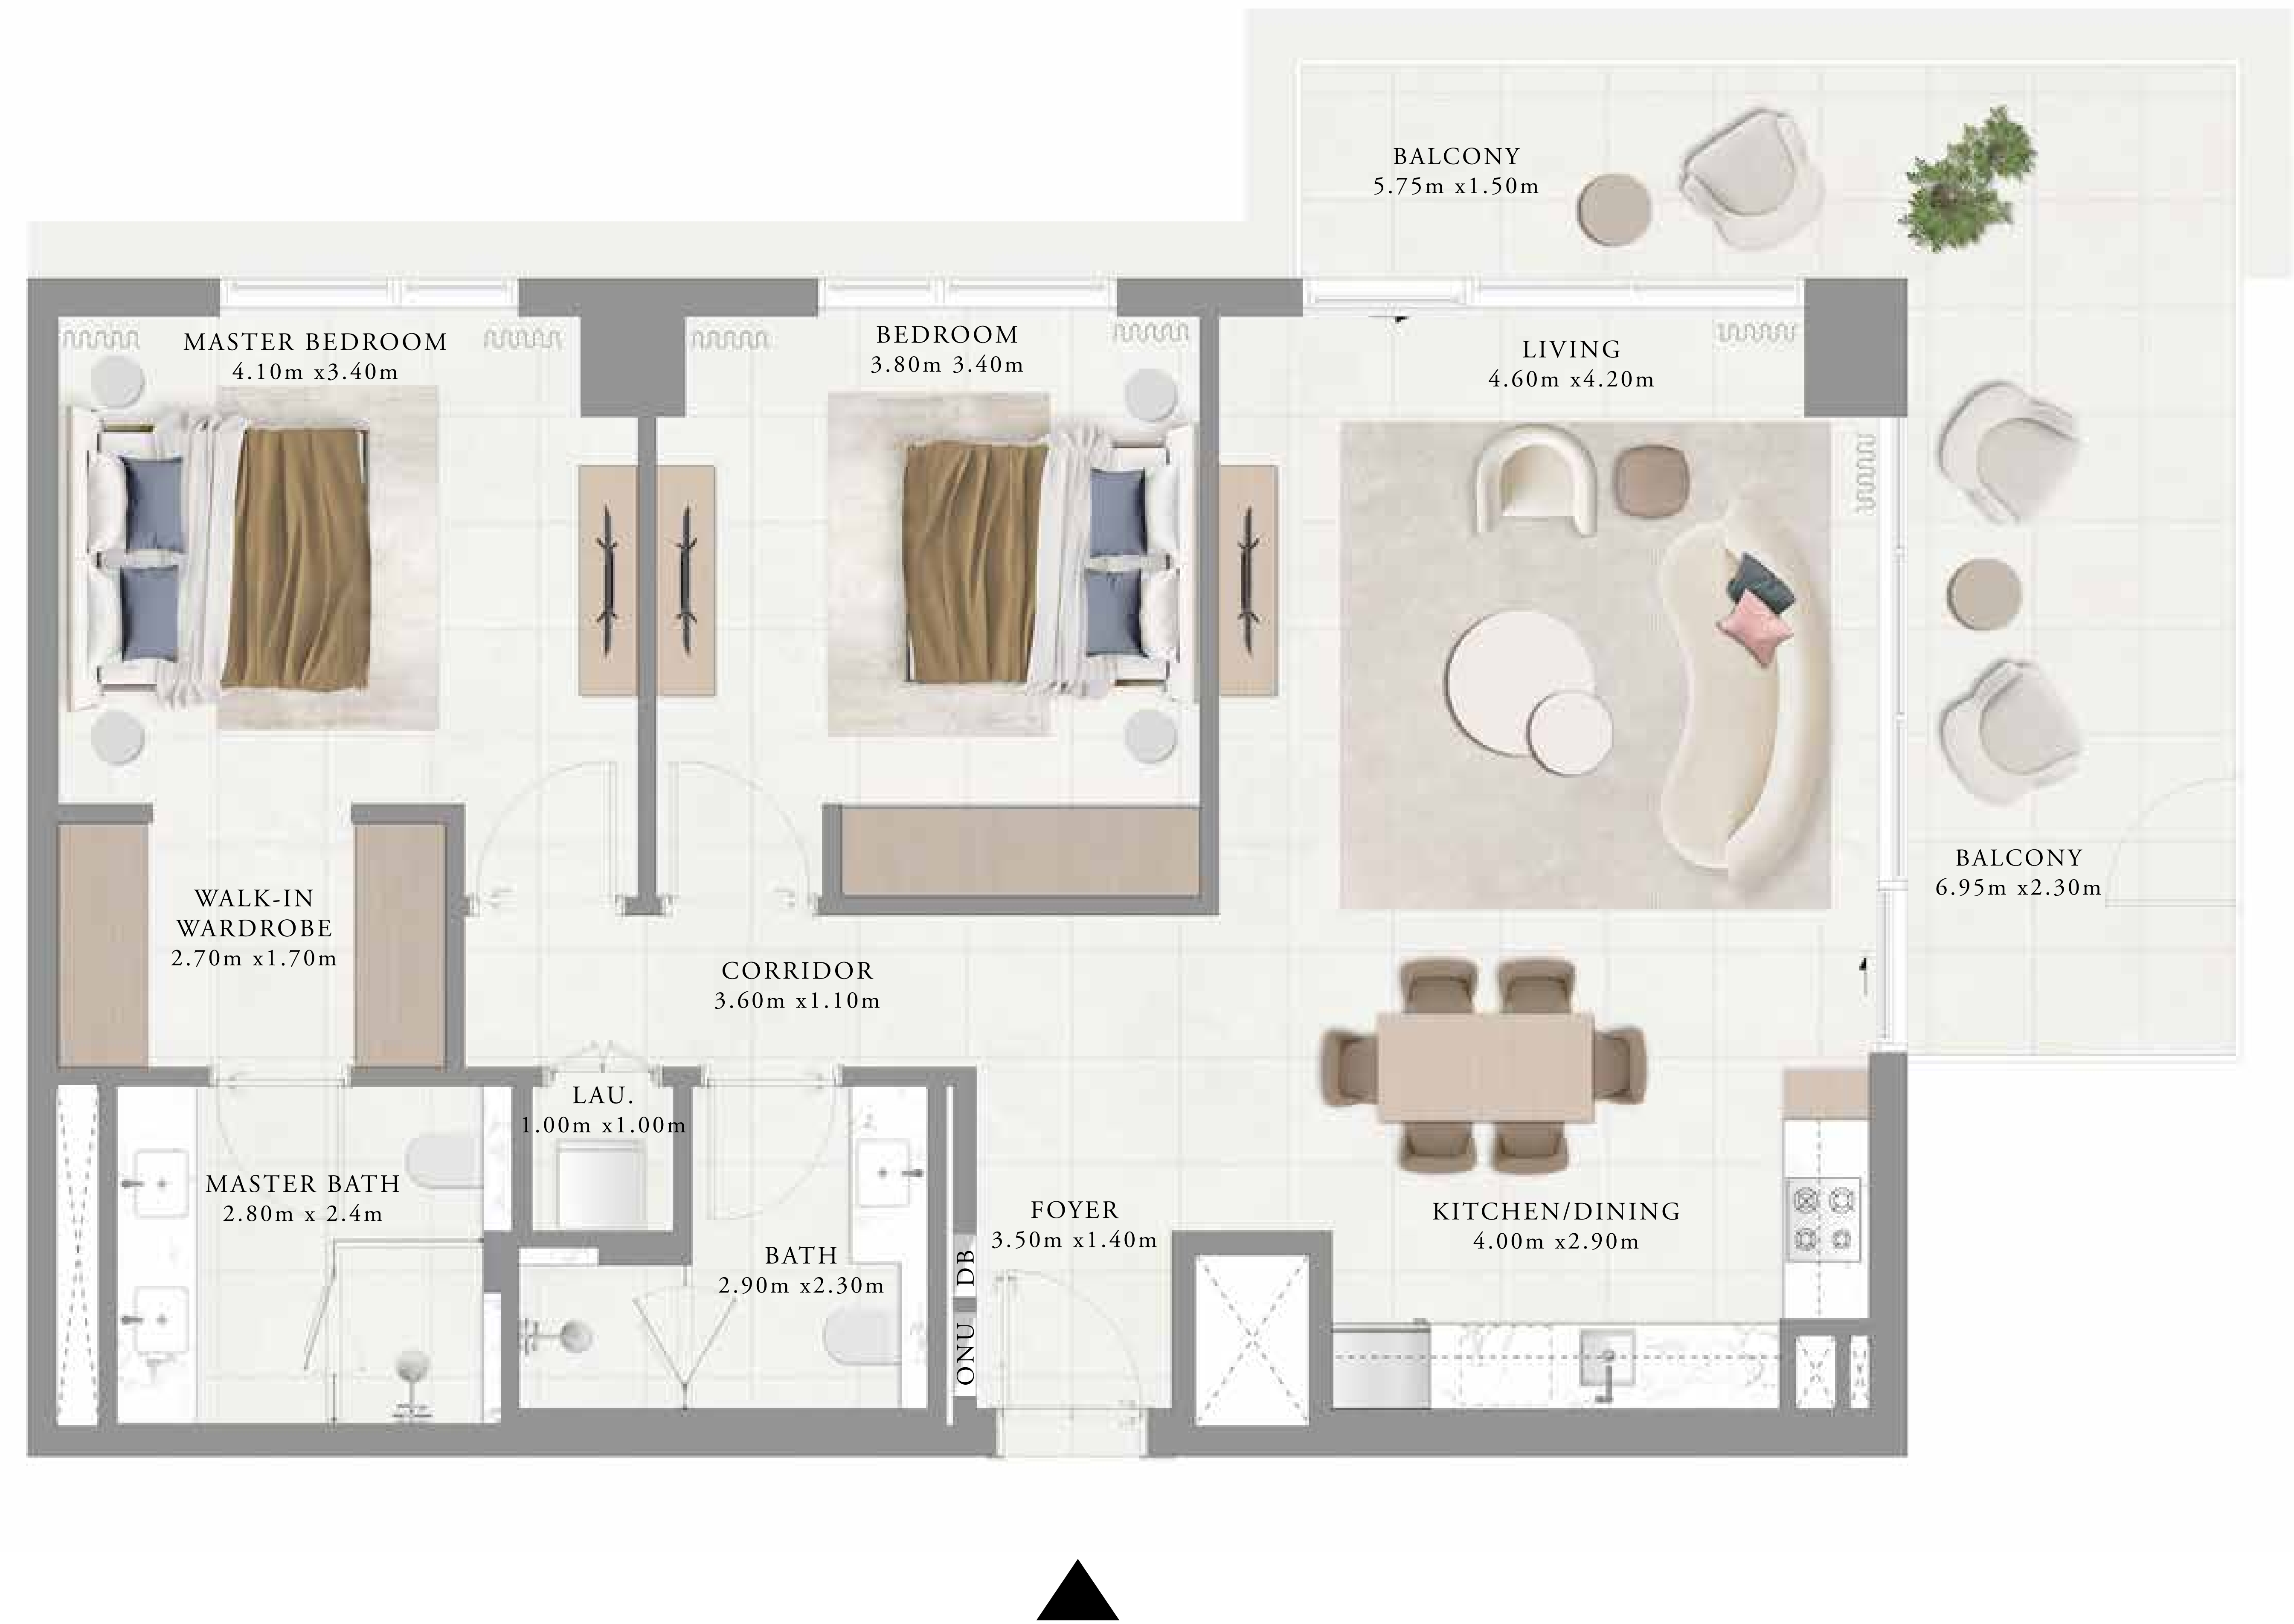 BALCONY
5.75m x1.50m
MASTER BEDROOM
4.10m x3.40m
BEDROOM
3.80m 3.40m
LIVING
4.60m x4.20m
WALK-IN
WARDROBE
2.70m x1.70m
BALCONY
6.95m x2.30m
CORRIDOR
3.60m x1.10m
LAU.
1.00m x1.00m
MASTER BATH
2.80m x 2.4m
BATH
2.90m x2.30m
DB
ONU
FOYER
3.50m x1.40m
KITCHEN/DINING
4.00m x2.90m